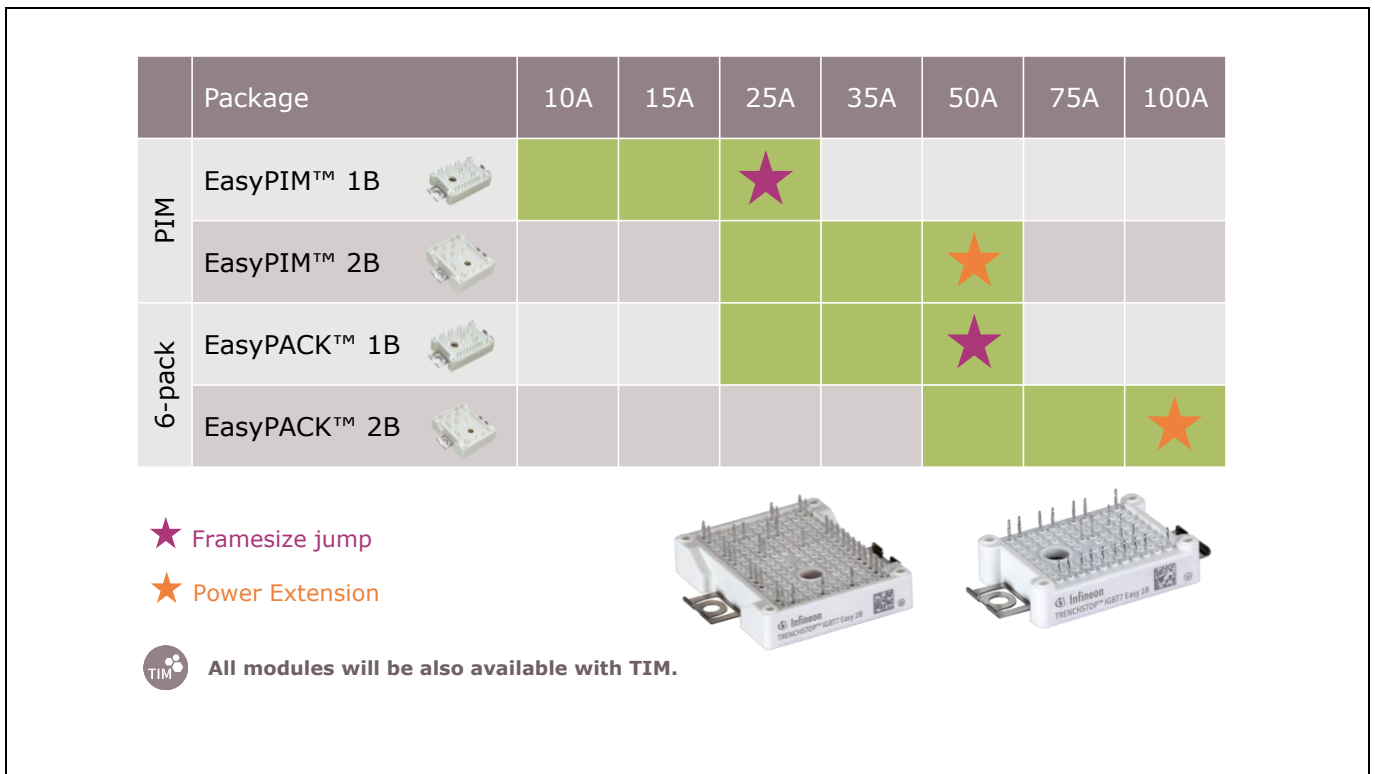 Package 10A 15A 25A 35A 50A 75A 100A
PIM
EasyPIM™ 1B
EasyPIM™ 2B
6-pack
EasyPACK™ 1B
EasyPACK™ 2B
Framesize jump
Power Extension
TIM All modules will be also available with TIM.
Infineon
TRENCHSTOP™ IGBT7 Easy 2B
Infineon
TRENCHSTOP™ IGBT7 Easy 1B